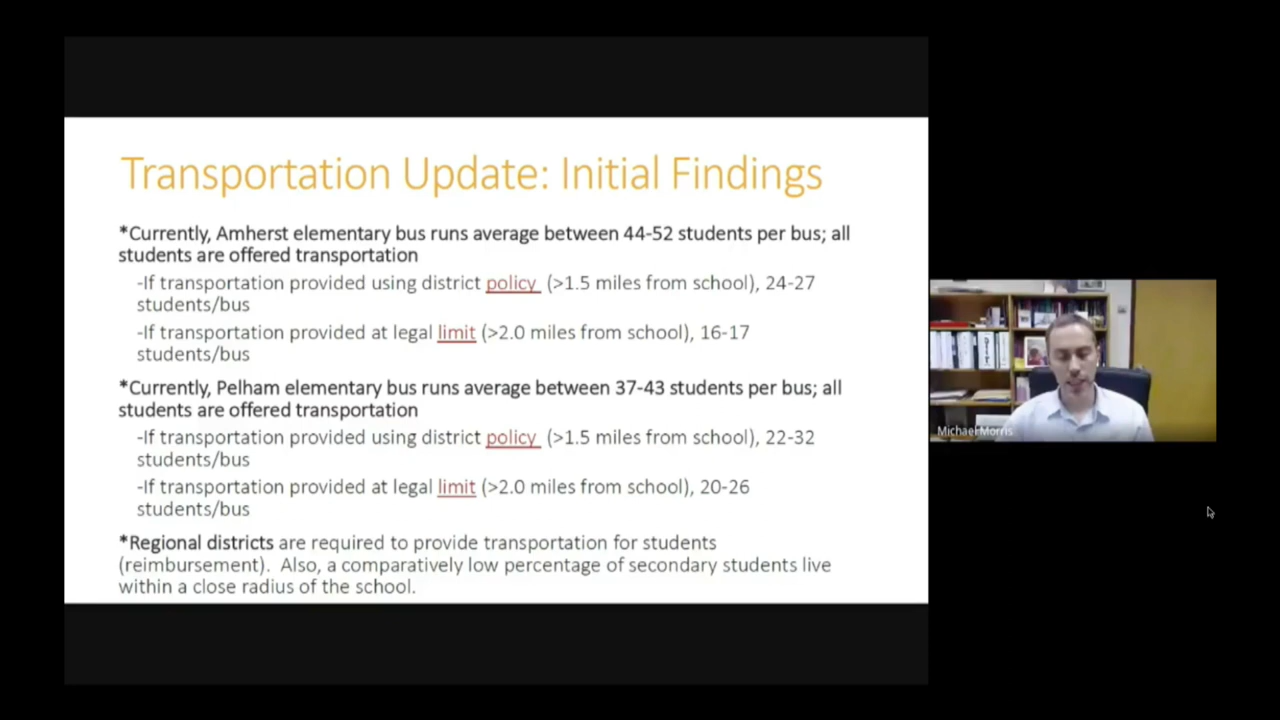 Transportation Update: Initial Findings
*Currently, Amherst elementary bus runs average between 44-52 students per bus; all
students are offered transportation
-If transportation provided using district policy  (>1.5 miles from school), 24-27
students/bus
-If transportation provided at legal limit (>2.0 miles from school), 16-17
students/bus
*Currently, Pelham elementary bus runs average between 37-43 students per bus; all
students are offered transportation
-If transportation provided using district policy  (>1.5 miles from school), 22-32
students/bus
-If transportation provided at legal limit (>2.0 miles from school), 20-26
students/bus
*Regional districts are required to provide transportation for students
(reimbursement).  Also, a comparatively low percentage of secondary students live
within a close radius of the school.
Michael Morris